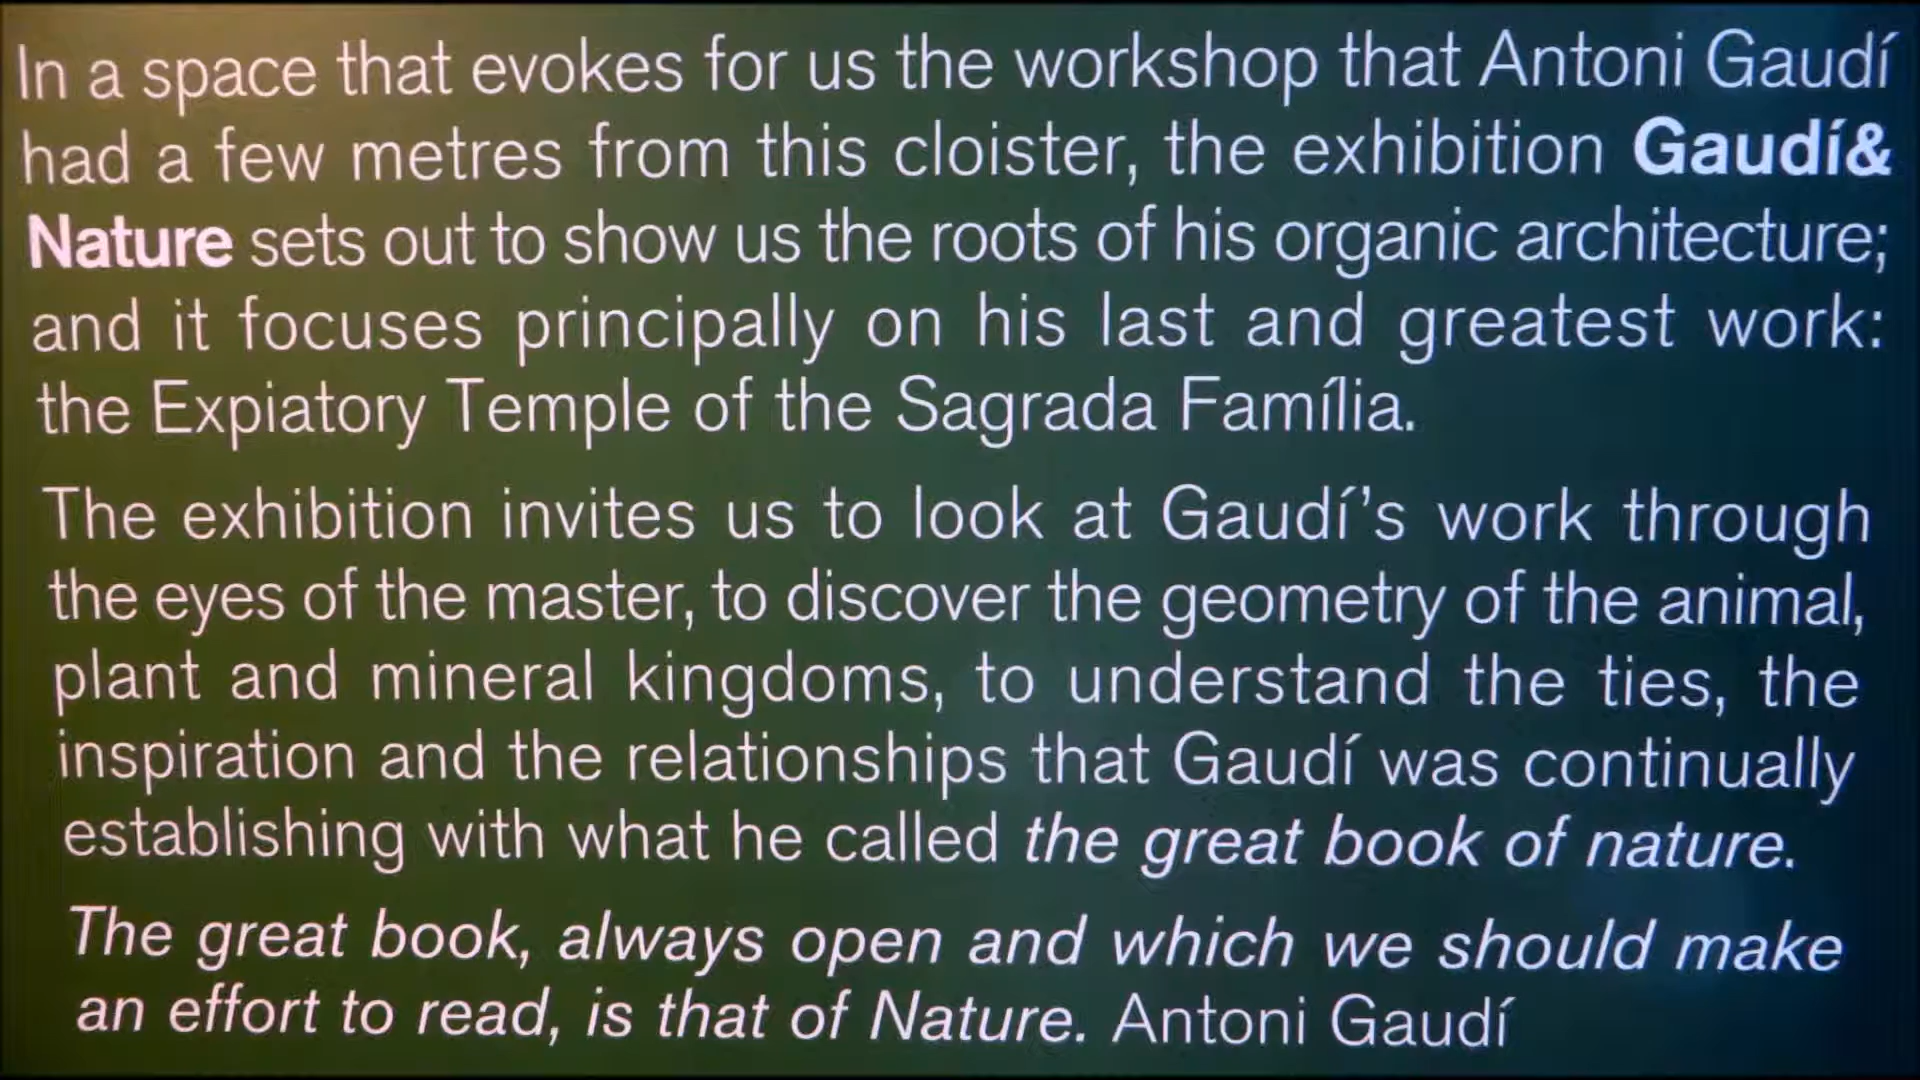 In a space that evokes for us the workshop that Antoni Gaudí
had a few metres from this cloister, the exhibition Gaudí&
Nature sets out to show us the roots of his organic architecture;
and it focuses principally on his last and greatest work:
the Expiatory Temple of the Sagrada Família.
The exhibition invites us to look at Gaudí’s work through
the eyes of the master, to discover the geometry of the animal,
plant and mineral kingdoms, to understand the ties, the
inspiration and the relationships that Gaudí was continually
establishing with what he called the great book of nature.
The great book, always open and which we should make
an effort to read, is that of Nature. Antoni Gaudí